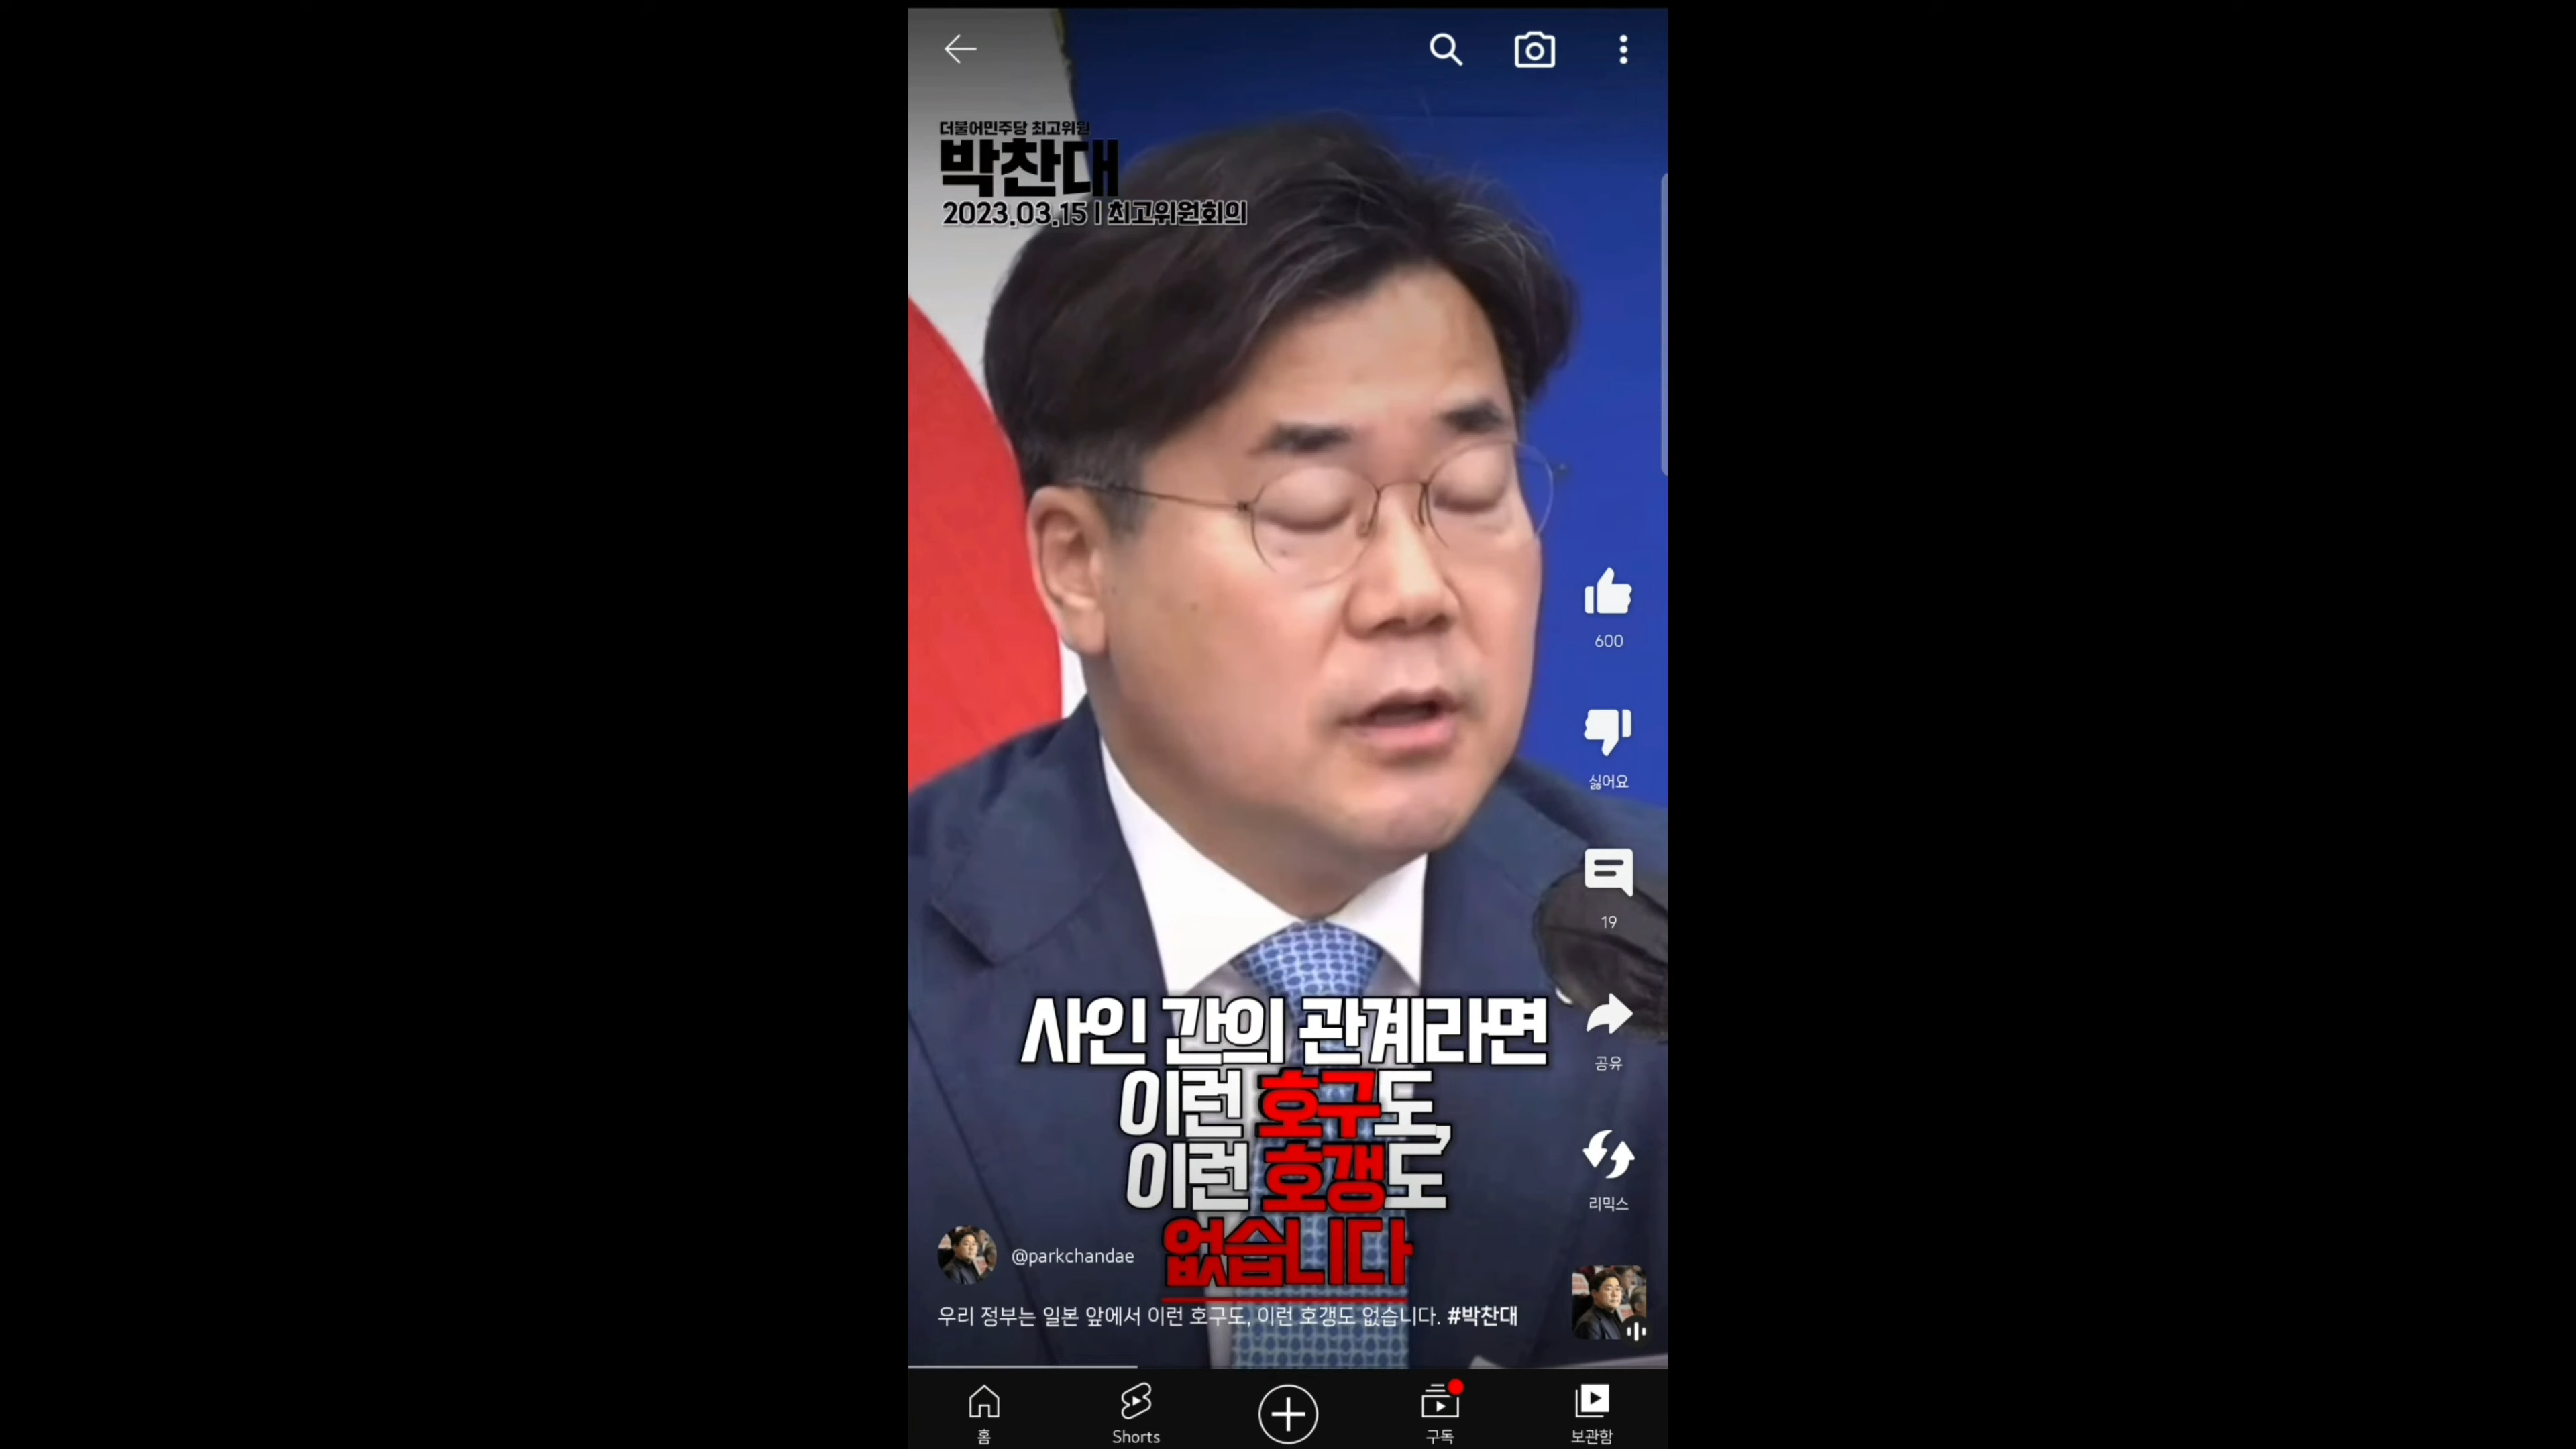 더불어민주당 최고위원
박찬대
2023.03.15 | 최고위원회의
600
싫어요
19
사인 간의 관계라면
이런 호구도,
이런 호갱도
없습니다
공유
리믹스
@parkchandae
우리 정부는 일본 앞에서 이런 호구도, 이런 호갱도 없습니다. #박찬대
홈
Shorts
구독
보관함